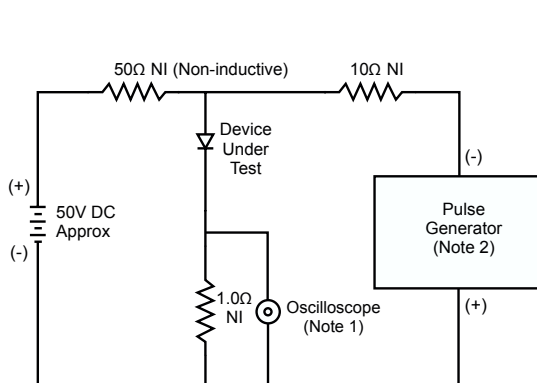 50Ω NI (Non-inductive)
10Ω NI
Device
Under
Test
(-)
(+)
50V DC
Approx
(-)
Pulse
Generator
(Note 2)
1.0Ω
NI
Oscilloscope
(Note 1)
(+)